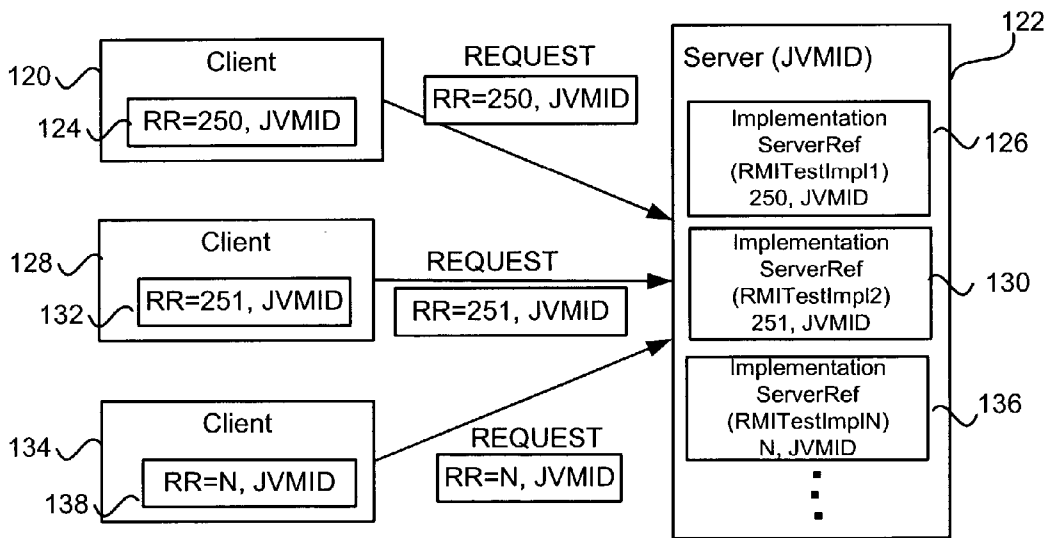 122
Client
REQUEST
Server (JVMID)
120
RR=250, JVMID
124
RR=250, JVMID
Implementation
ServerRef
(RMITestImpl1)
250, JVMID
126
Client
128
REQUEST
RR=251, JVMID
132
RR=251, JVMID
Implementation
ServerRef
(RMITestImpl2)
251, JVMID
130
Client
134
REQUEST
RR=N, JVMID
138
RR=N, JVMID
Implementation
ServerRef
(RMITestImplN)
N, JVMID
136